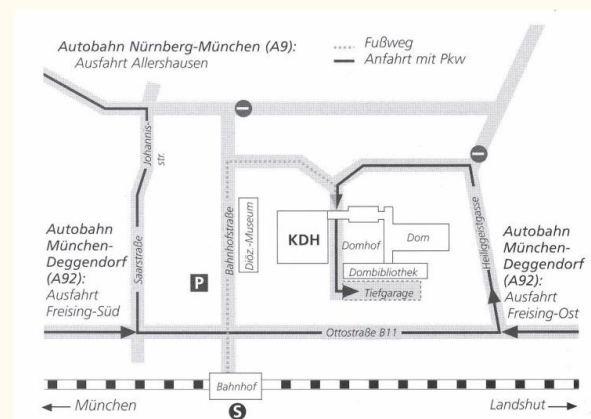 Autobahn Nürnberg-München (A9):
Ausfahrt Allershausen
Fußweg
Anfahrt mit Pkw
Johannis-
str.
Autobahn
München-
Deggendorf
(A92):
Ausfahrt
Freising-Süd
Saarstraße
P
Bahnhofstraße
Diöz.-Museum
KDH
Domhof
Dom
Dombibliothek
Tiefgarage
Heiliggeistgasse
Autobahn
München-
Deggendorf
(A92):
Ausfahrt
Freising-Ost
Ottostraße B11
Bahnhof
S
München
Landshut